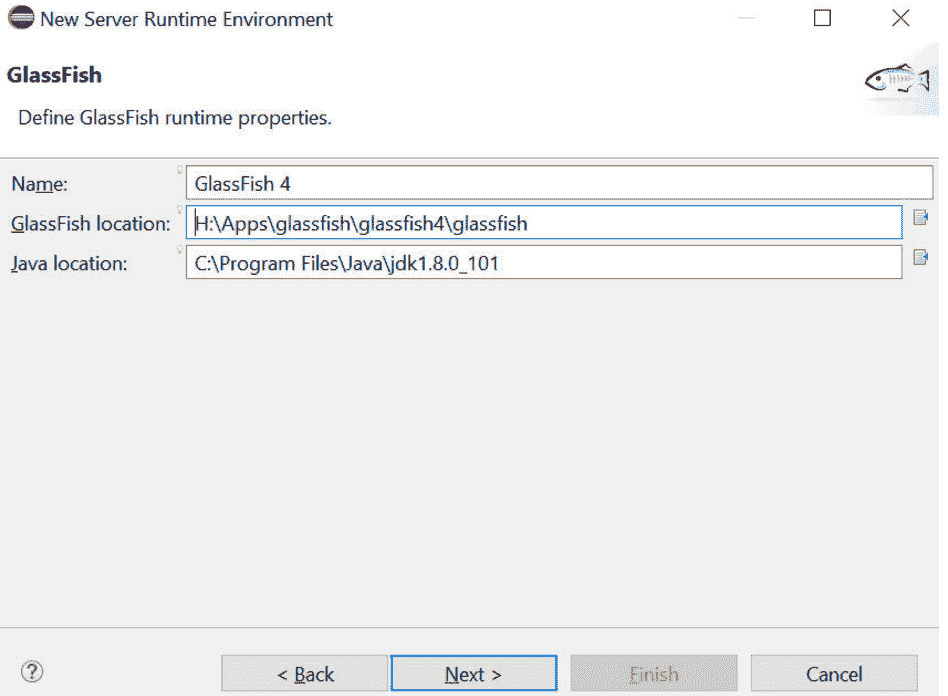 New Server Runtime Environment
GlassFish
Define GlassFish runtime properties.
Name: GlassFish 4
GlassFish location: H:\Apps\glassfish\glassfish4\glassfish
Java location: C:\Program Files\Java\jdk1.8.0_101
? < Back Next > Finish Cancel